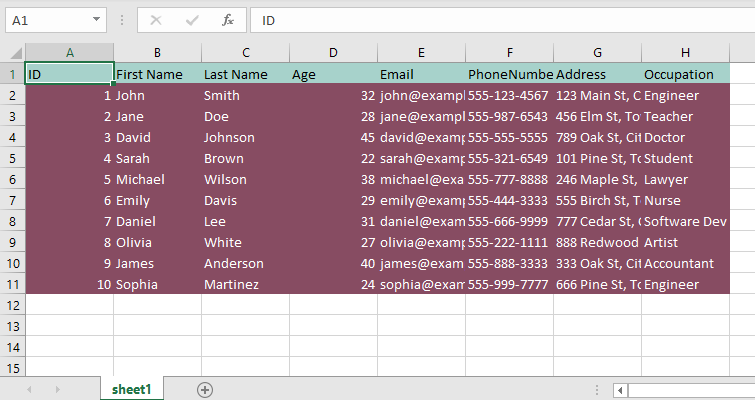 A1 fx ID
A B C D E F G H
1 ID First Name Last Name Age Email PhoneNumbe Address Occupation
2 1 John Smith 32 john@exampl 555-123-4567 123 Main St, C Engineer
3 2 Jane Doe 28 jane@exampl 555-987-6543 456 Elm St, To Teacher
4 3 David Johnson 45 david@examp 555-555-5555 789 Oak St, Cit Doctor
5 4 Sarah Brown 22 sarah@examp 555-321-6549 101 Pine St, To Student
6 5 Michael Wilson 38 michael@exa 555-777-8888 246 Maple St, Lawyer
7 6 Emily Davis 29 emily@examp 555-444-3333 555 Birch St, T Nurse
8 7 Daniel Lee 31 daniel@exam 555-666-9999 777 Cedar St, Software Dev
9 8 Olivia White 27 olivia@examp 555-222-1111 888 Redwood Artist
10 9 James Anderson 40 james@exam 555-888-3333 333 Oak St, Cit Accountant
11 10 Sophia Martinez 24 sophia@exam 555-999-7777 666 Pine St, To Engineer
12
13
14
15
sheet1